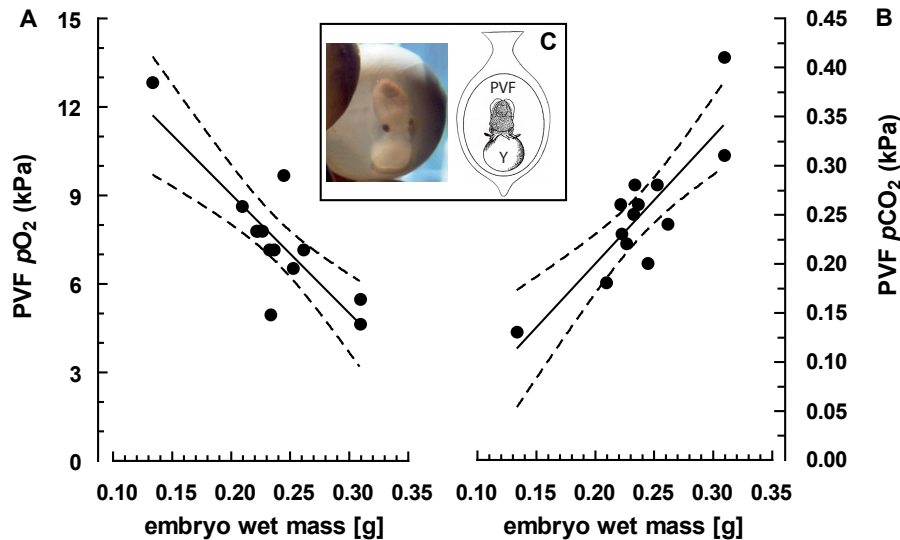 A
15
12
9
6
3
0
PVF pO2 (kPa)
0.10 0.15 0.20 0.25 0.30 0.35
embryo wet mass [g]
C
PVF
Y
B
0.45
0.40
0.35
0.30
0.25
0.20
0.15
0.10
0.05
0.00
PVF pCO2 (kPa)
0.10 0.15 0.20 0.25 0.30 0.35
embryo wet mass [g]